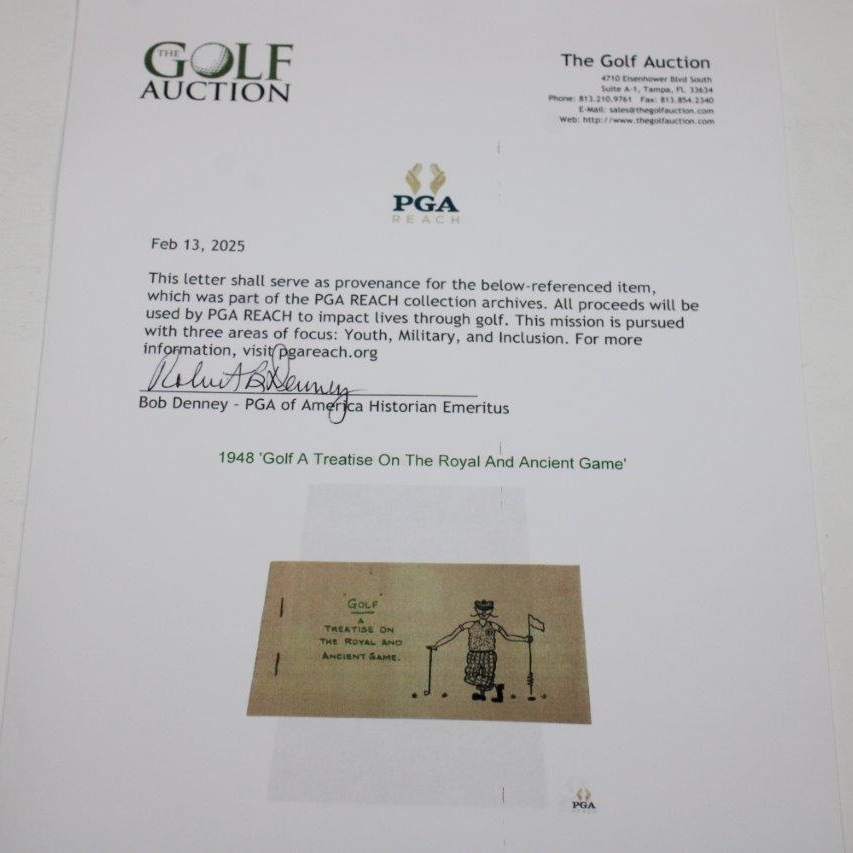 THE
GOLF
AUCTION
The Golf Auction
4710 Eisenhower Blvd South
Suite A-1, Tampa, FL 33634
Phone: 813.210.9761 Fax: 813.854.2340
E-Mail: sales@thegolfauction.com
Web: http://www.thegolfauction.com
PGA
REACH
Feb 13, 2025
This letter shall serve as provenance for the below-referenced item,
which was part of the PGA REACH collection archives. All proceeds will be
used by PGA REACH to impact lives through golf. This mission is pursued
with three areas of focus: Youth, Military, and Inclusion. For more
information, visit pgareach.org
Robert B Denney
Bob Denney - PGA of America Historian Emeritus
1948 'Golf A Treatise On The Royal And Ancient Game'
"GOLF"
A
TREATISE ON
THE ROYAL AND
ANCIENT GAME.
PGA
REACH